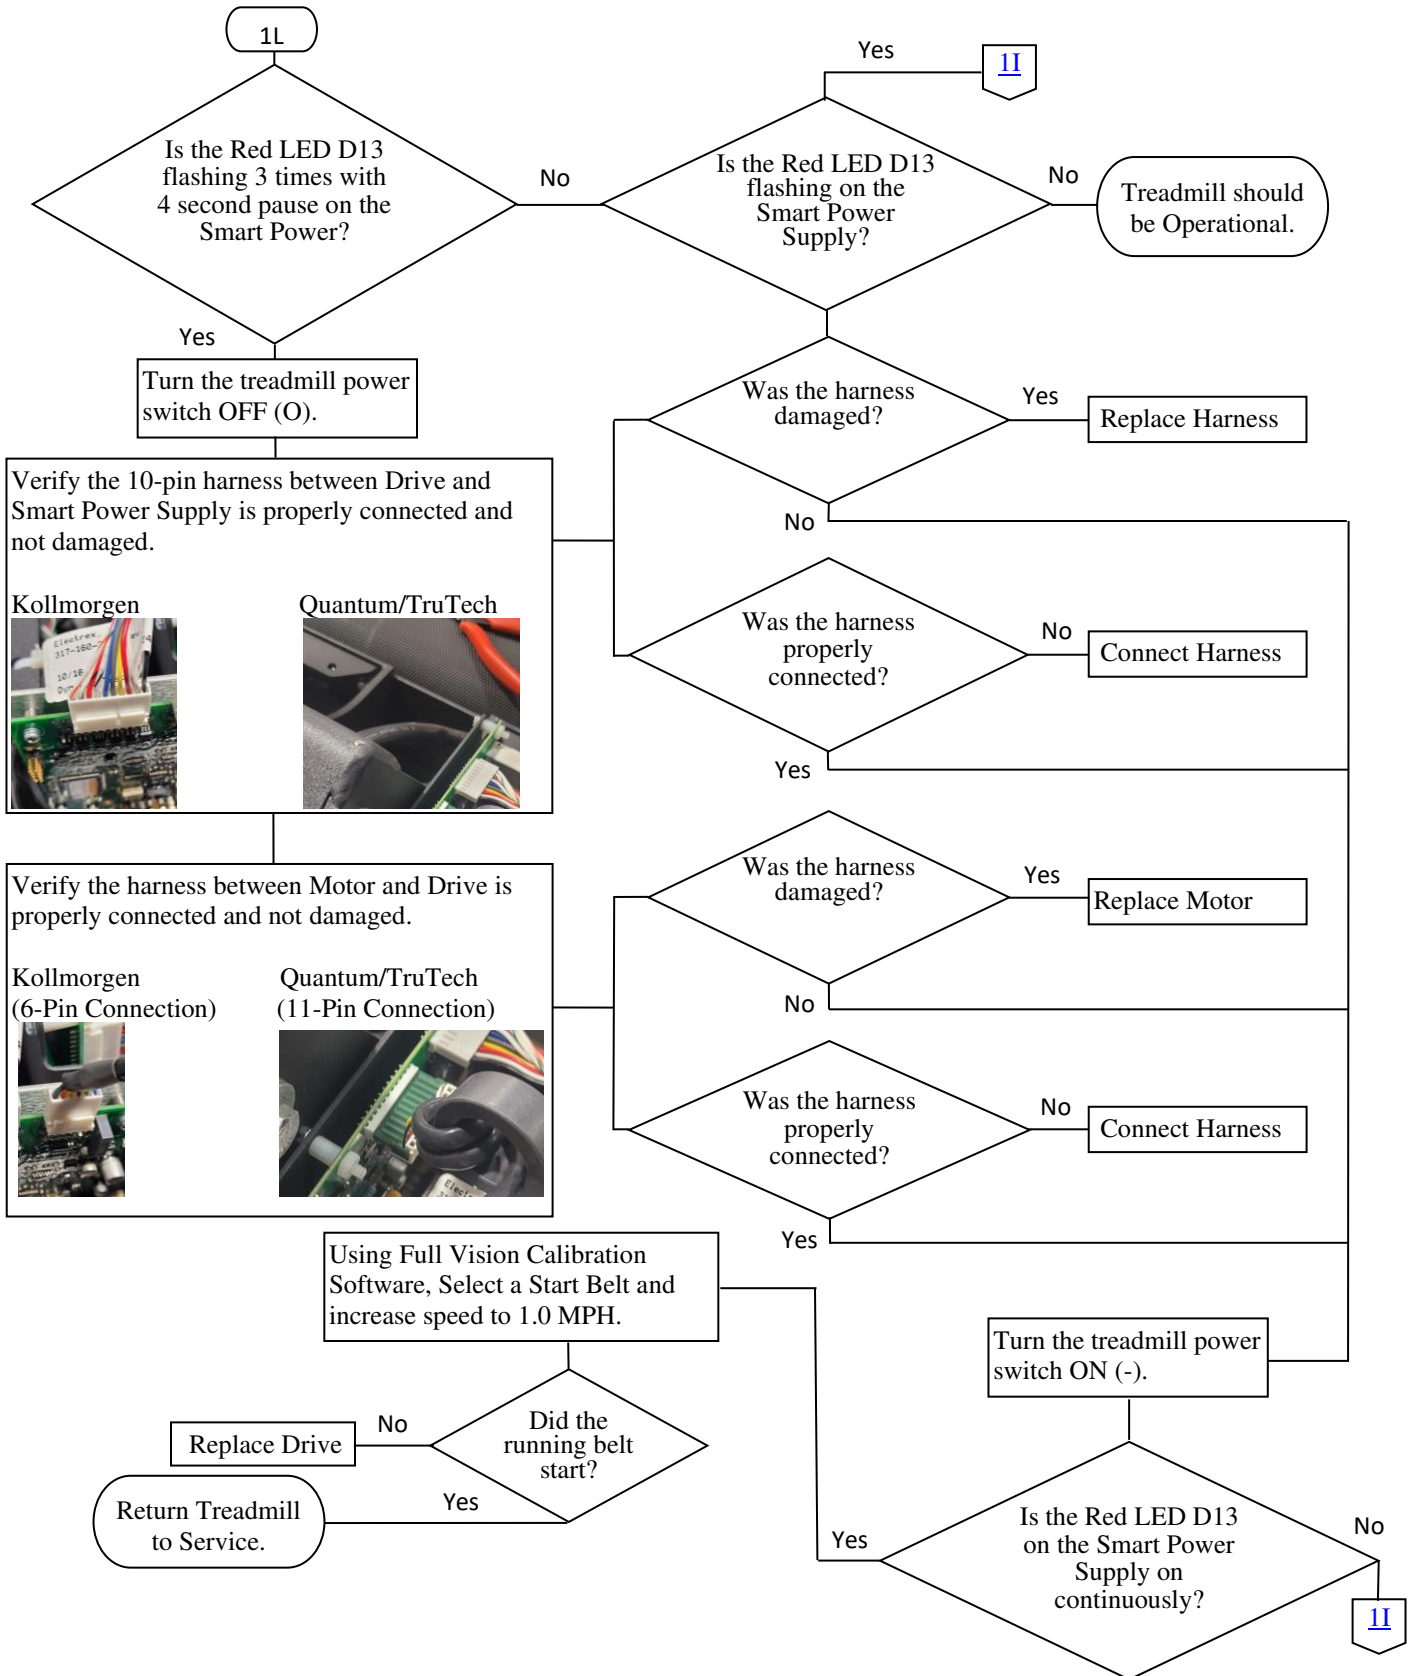 1L
Is the Red LED D13
flashing 3 times with
4 second pause on the
Smart Power?
No
Yes
Is the Red LED D13
flashing on the
Smart Power
Supply?
Yes
1I
No
Treadmill should
be Operational.
Turn the treadmill power
switch OFF (O).
Verify the 10-pin harness between Drive and
Smart Power Supply is properly connected and
not damaged.
Kollmorgen
Quantum/TruTech
Electrex.
317-160-
10/16
Was the harness
damaged?
Yes
Replace Harness
No
Was the harness
properly
connected?
No
Connect Harness
Yes
Verify the harness between Motor and Drive is
properly connected and not damaged.
Kollmorgen
(6-Pin Connection)
Quantum/TruTech
(11-Pin Connection)
Was the harness
damaged?
Yes
Replace Motor
No
Was the harness
properly
connected?
No
Connect Harness
Yes
Turn the treadmill power
switch ON (-).
Is the Red LED D13
on the Smart Power
Supply on
continuously?
No
1I
Yes
Using Full Vision Calibration
Software, Select a Start Belt and
increase speed to 1.0 MPH.
Did the
running belt
start?
No
Replace Drive
Yes
Return Treadmill
to Service.